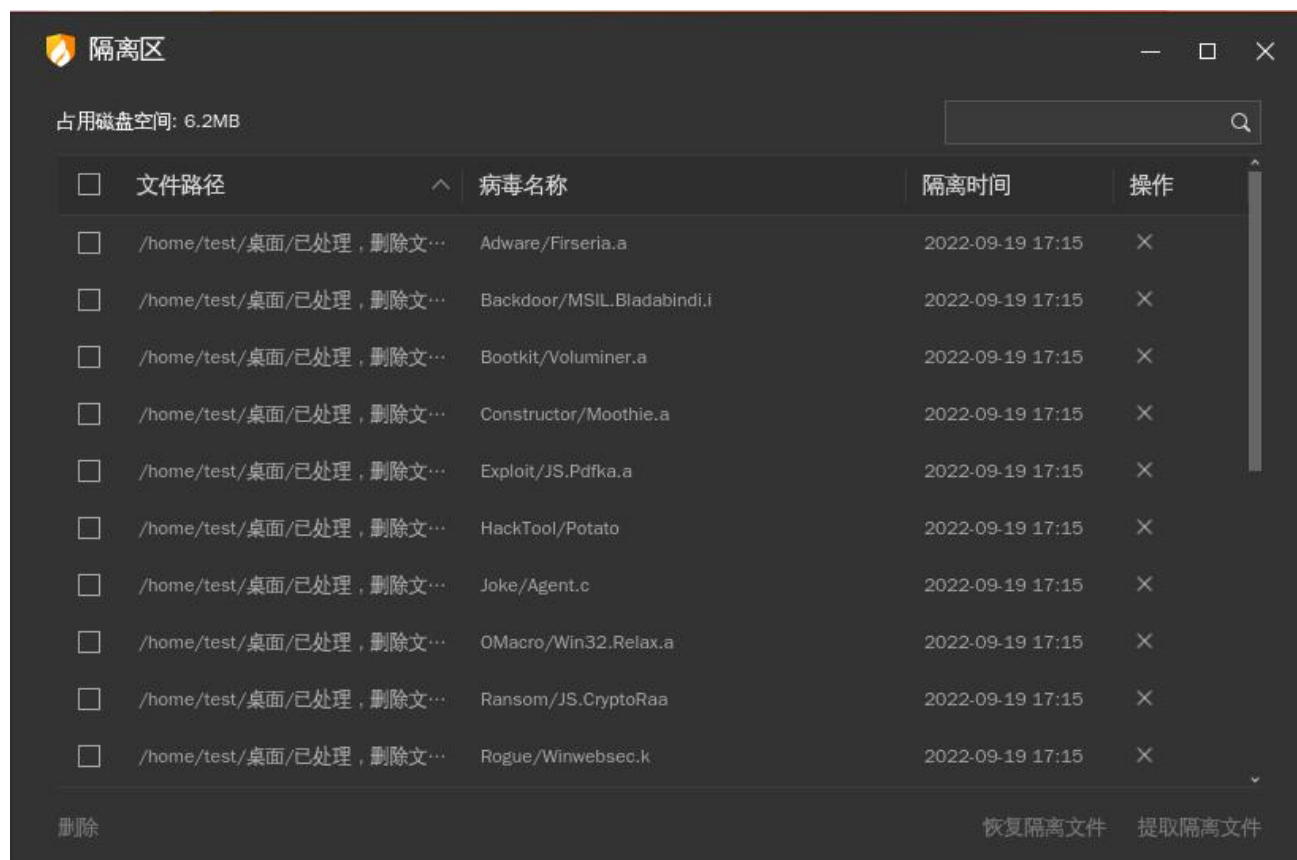 隔离区
占用磁盘空间: 6.2MB
文件路径 病毒名称 隔离时间 操作
/home/test/桌面/已处理，删除文… Adware/Firseria.a 2022-09-19 17:15
/home/test/桌面/已处理，删除文… Backdoor/MSIL.Bladabindi.i 2022-09-19 17:15
/home/test/桌面/已处理，删除文… Bootkit/Voluminer.a 2022-09-19 17:15
/home/test/桌面/已处理，删除文… Constructor/Moothie.a 2022-09-19 17:15
/home/test/桌面/已处理，删除文… Exploit/JS.Pdfka.a 2022-09-19 17:15
/home/test/桌面/已处理，删除文… HackTool/Potato 2022-09-19 17:15
/home/test/桌面/已处理，删除文… Joke/Agent.c 2022-09-19 17:15
/home/test/桌面/已处理，删除文… OMacro/Win32.Relax.a 2022-09-19 17:15
/home/test/桌面/已处理，删除文… Ransom/JS.CryptoRaa 2022-09-19 17:15
/home/test/桌面/已处理，删除文… Rogue/Winwebsec.k 2022-09-19 17:15
删除 恢复隔离文件 提取隔离文件